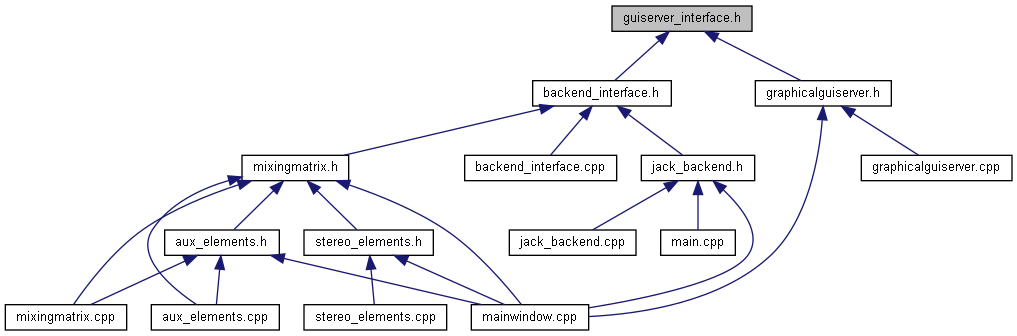 guiserver_interface.h
backend_interface.h
graphicalguiserver.h
mixingmatrix.h
backend_interface.cpp
jack_backend.h
graphicalguiserver.cpp
aux_elements.h
stereo_elements.h
jack_backend.cpp
main.cpp
mixingmatrix.cpp
aux_elements.cpp
stereo_elements.cpp
mainwindow.cpp